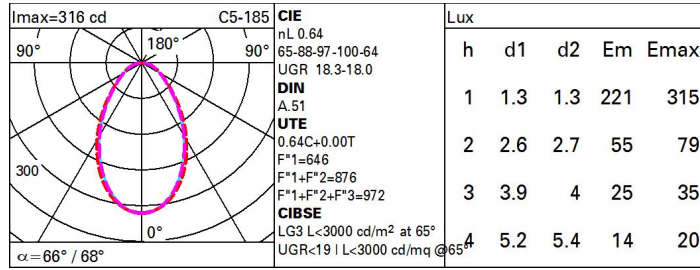 Imax=316 cd C5-185
90° 180° 90°
300
0°
α=66° / 68°
CIE
nL 0.64
65-88-97-100-64
UGR 18.3-18.0
DIN
A.51
UTE
0.64C+0.00T
F"1=646
F"1+F"2=876
F"1+F"2+F"3=972
CIBSE
LG3 L<3000 cd/m² at 65°
UGR<19 | L<3000 cd/mq @65°
Lux
h d1 d2 Em Emax
1 1.3 1.3 221 315
2 2.6 2.7 55 79
3 3.9 4 25 35
4 5.2 5.4 14 20